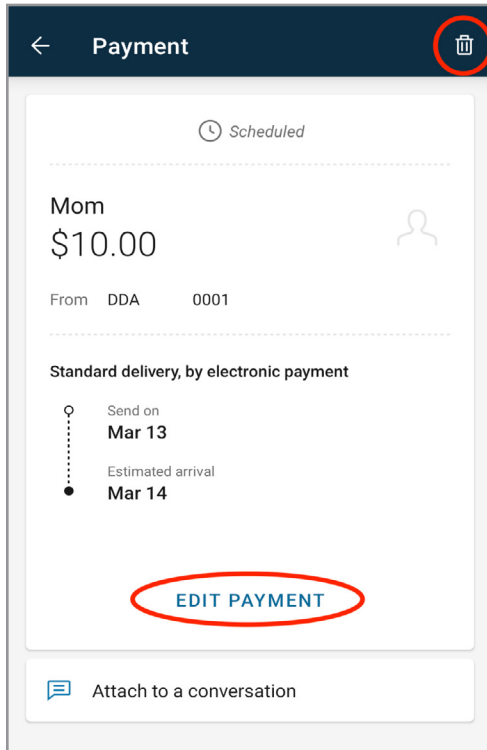 Payment
Scheduled
Mom
$10.00
From DDA 0001
Standard delivery, by electronic payment
Send on
Mar 13
Estimated arrival
Mar 14
EDIT PAYMENT
Attach to a conversation